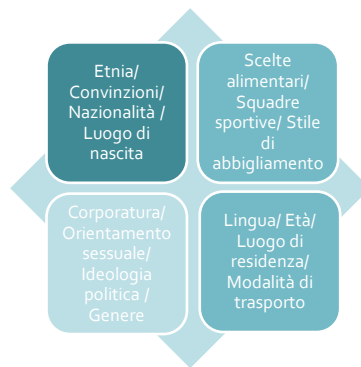 Etnia/
Convinzioni/
Nazionalità /
Luogo di
nascita
Scelte
alimentari/
Squadre
sportive/ Stile
di
abbigliamento
Corporatura/
Orientamento
sessuale/
Ideologia
politica /
Genere
Lingua/ Età/
Luogo di
residenza/
Modalità di
trasporto